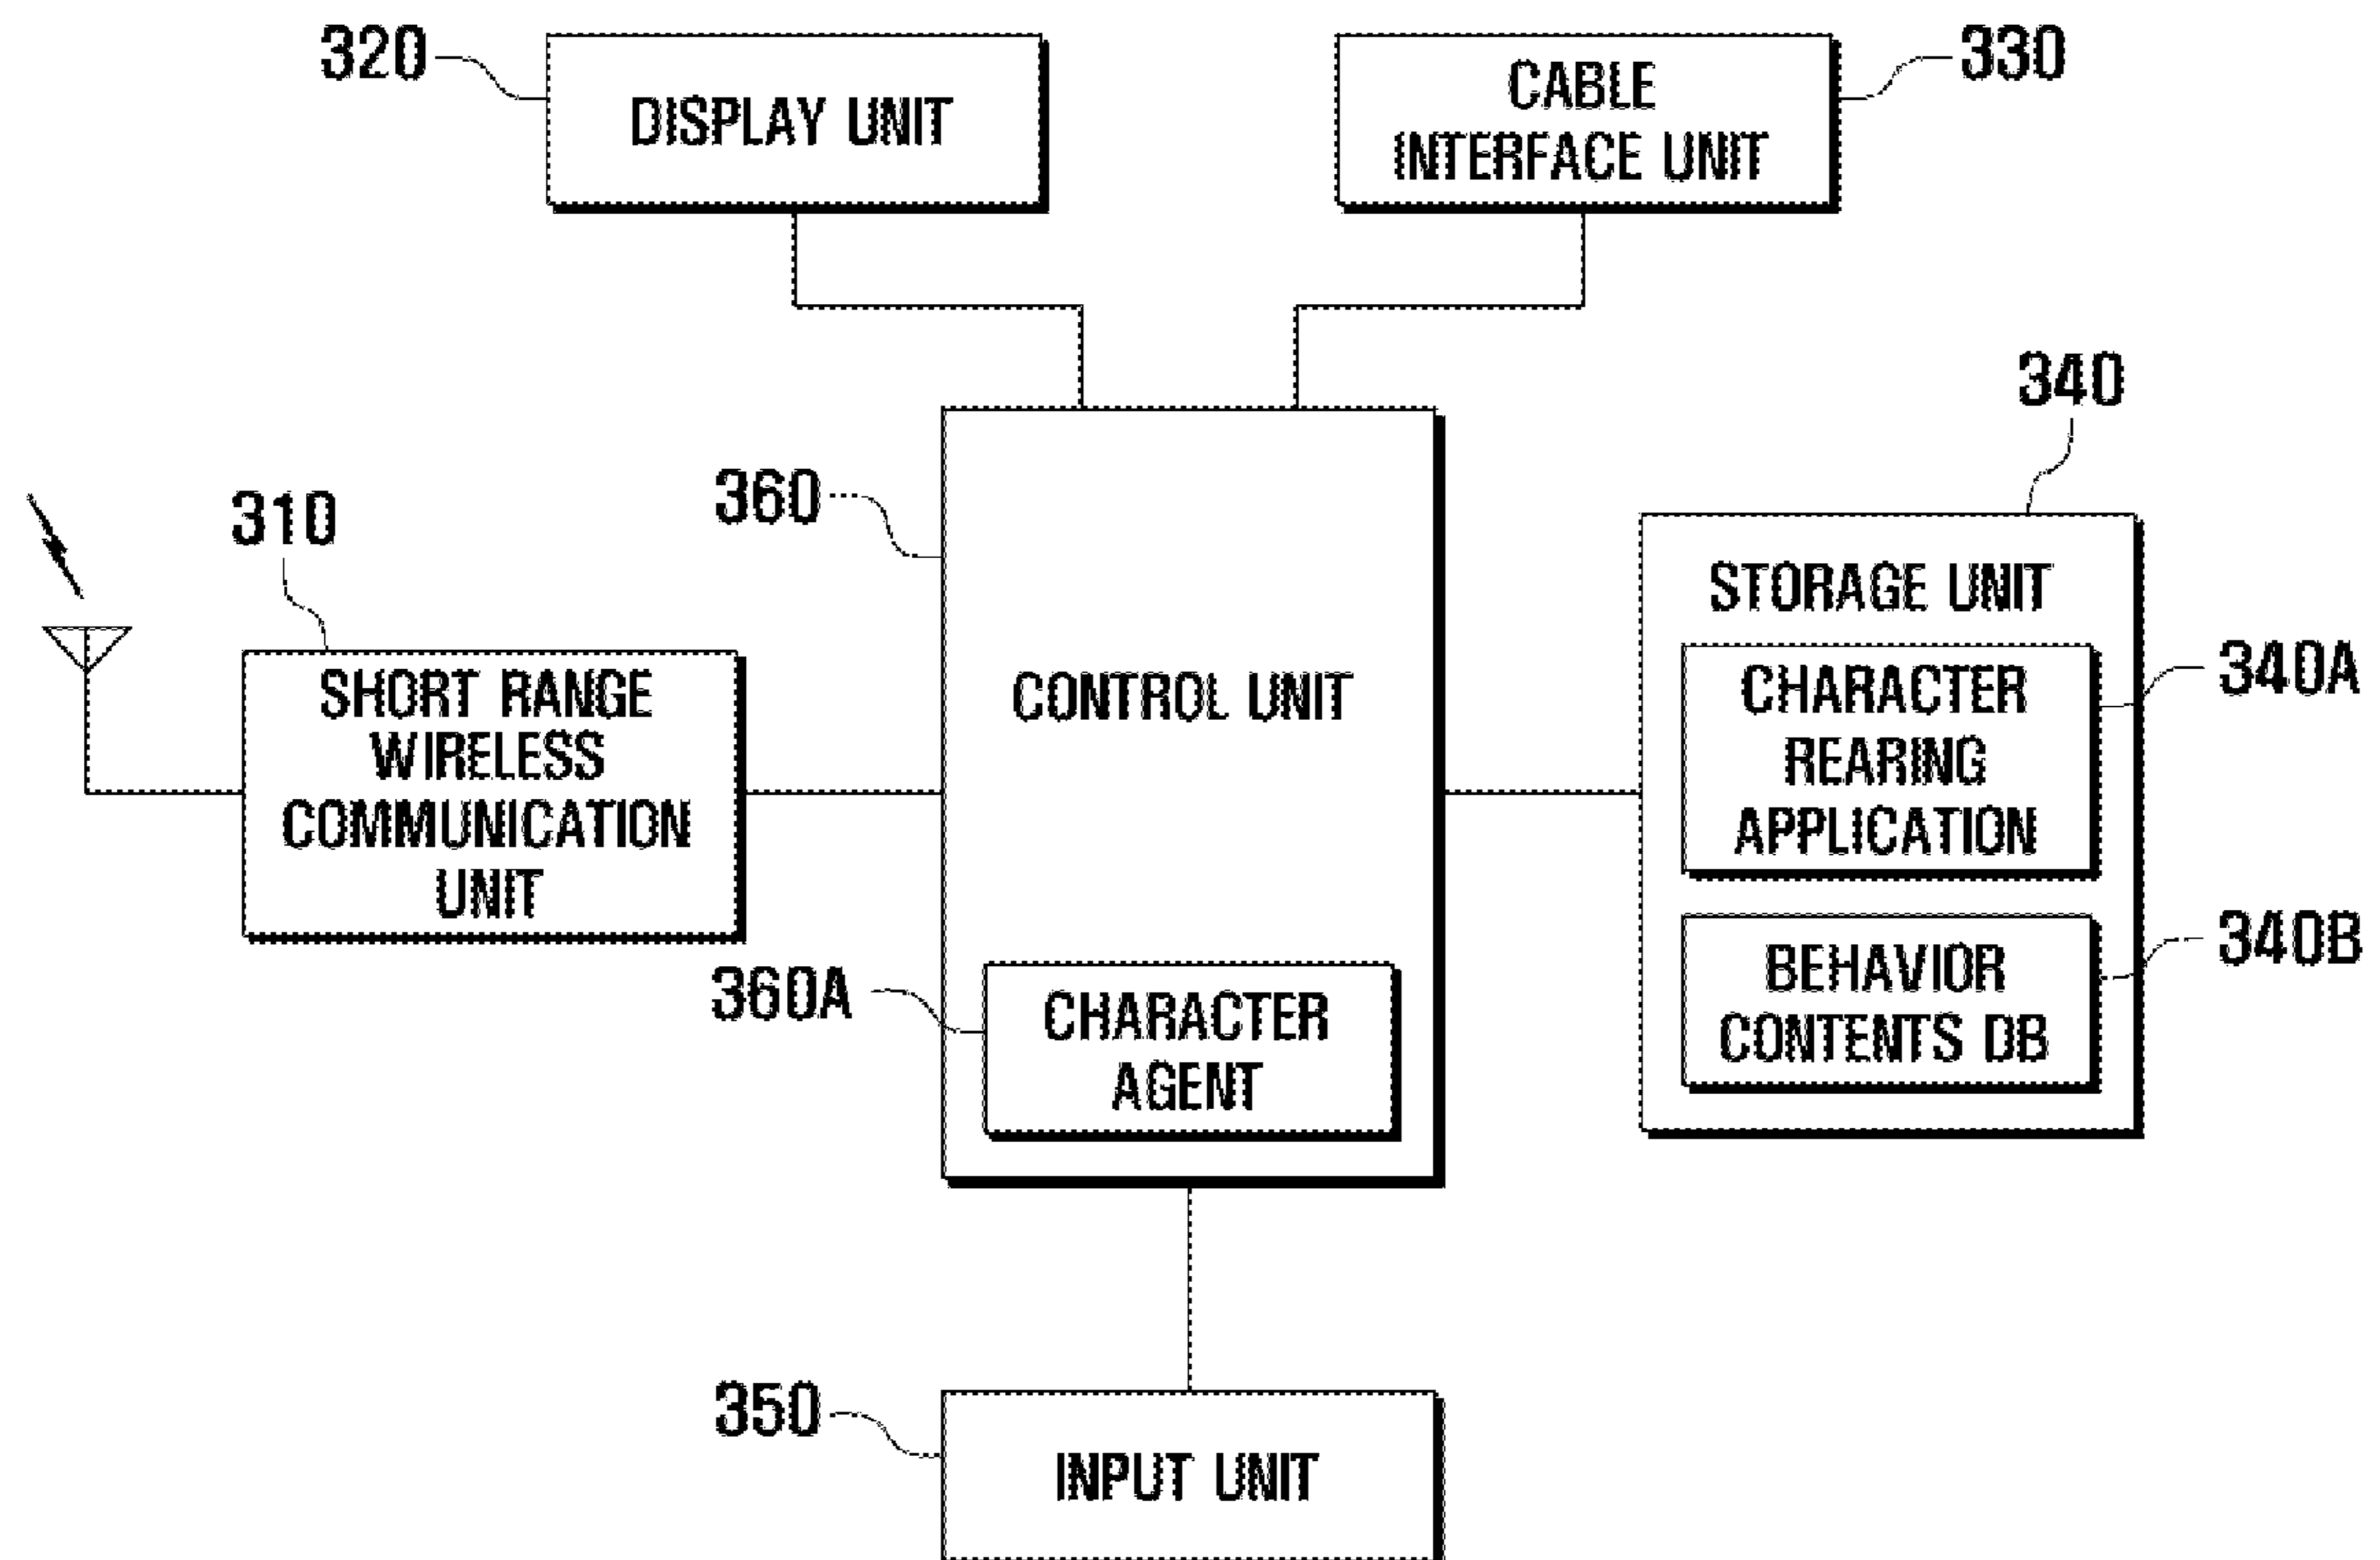 320
DISPLAY UNIT
CABLE
INTERFACE UNIT
330
340
360
310
STORAGE UNIT
CONTROL UNIT
SHORT RANGE
WIRELESS
COMMUNICATION
UNIT
CHARACTER
REARING
APPLICATION
340A
360A
CHARACTER
AGENT
BEHAVIOR
CONTENTS DB
340B
350
INPUT UNIT